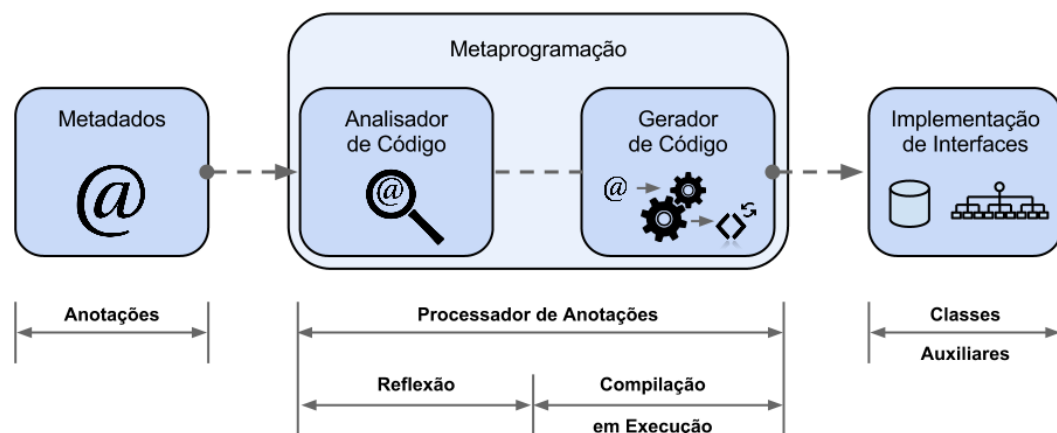 Metaprogramação
Metadados
@
Analisador
de Código
@
Gerador
de Código
@
Implementação
de Interfaces
Anotações
Processador de Anotações
Classes
Auxiliares
Reflexão
Compilação
em Execução